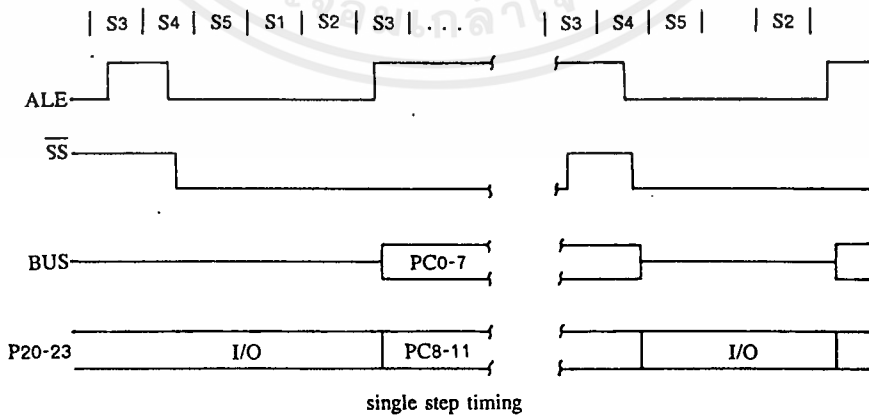 | S3 | S4 | S5 | S1 | S2 | S3 | . . . | S3 | S4 | S5 | | S2 |
ALE
SS
BUS PC0-7
P20-23 I/O PC8-11 I/O
single step timing